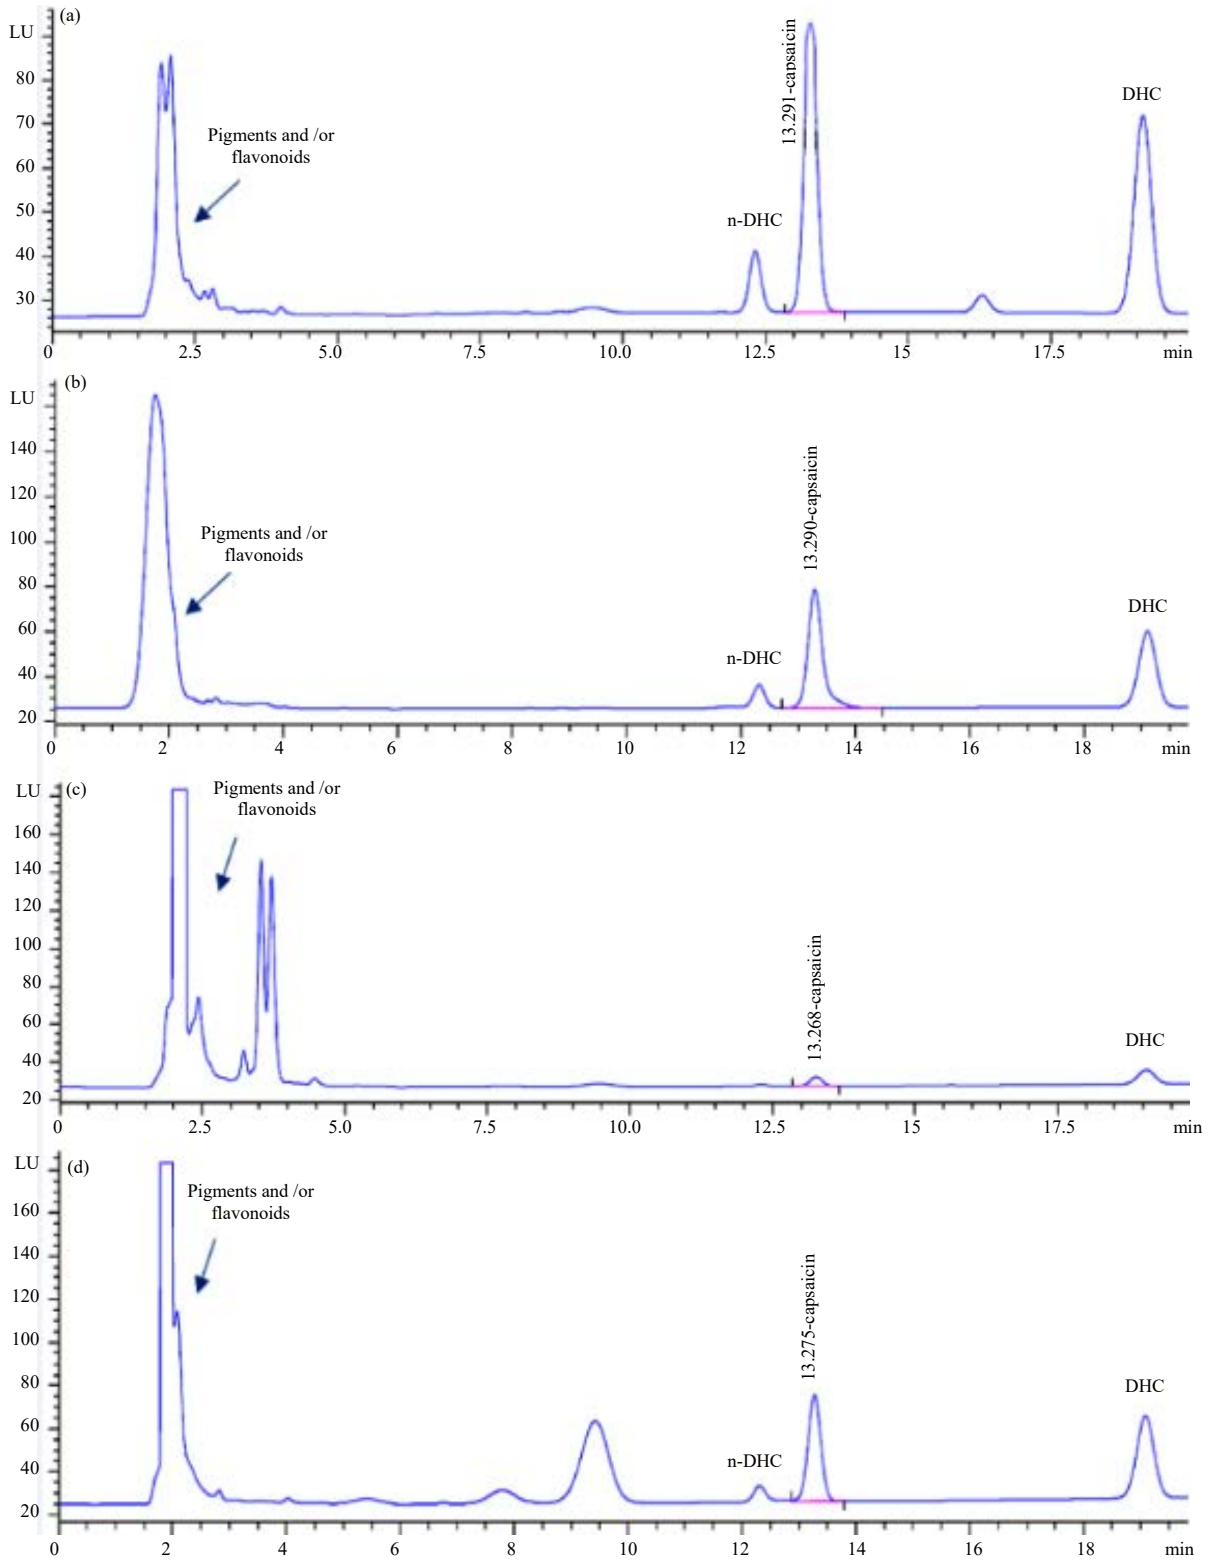 (a)
LU
80
70
60
50
40
30
Pigments and /or
flavonoids
n-DHC
13.291-capsaicin
DHC
0 2.5 5.0 7.5 10.0 12.5 15 17.5 min
(b)
LU
140
120
100
80
60
40
20
Pigments and /or
flavonoids
n-DHC
13.290-capsaicin
DHC
2 4 6 8 10 12 14 16 18 min
(c)
LU
160
140
120
100
80
60
40
20
Pigments and /or
flavonoids
13.268-capsaicin
DHC
0 2.5 5.0 7.5 10.0 12.5 15 17.5 min
(d)
LU
160
140
120
100
80
60
40
20
Pigments and /or
flavonoids
n-DHC
13.275-capsaicin
DHC
0 2 4 6 8 10 12 14 16 18 min